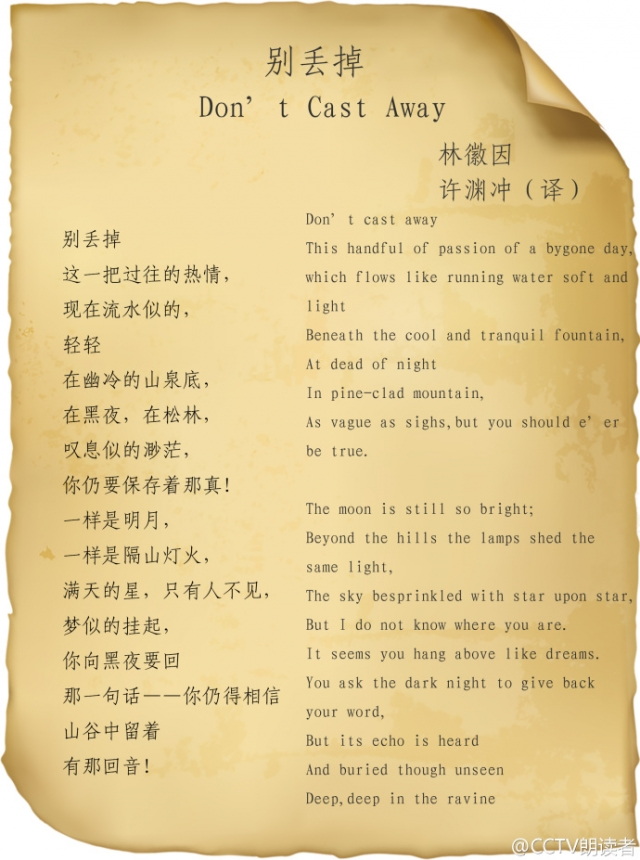 别丢掉
Don't Cast Away
林徽因
许渊冲（译）
别丢掉
这一把过往的热情，
现在流水似的，
轻轻
在幽冷的山泉底，
在黑夜，在松林，
叹息似的渺茫，
你仍要保存着那真！
一样是明月，
一样是隔山灯火，
满天的星，只有人不见，
梦似的挂起，
你向黑夜要回
那一句话——你仍得相信
山谷中留着
有那回音！
Don't cast away
This handful of passion of a bygone day,
which flows like running water soft and
light
Beneath the cool and tranquil fountain,
At dead of night
In pine-clad mountain,
As vague as sighs,but you should e'er
be true.
The moon is still so bright;
Beyond the hills the lamps shed the
same light,
The sky besprinkled with star upon star,
But I do not know where you are.
It seems you hang above like dreams.
You ask the dark night to give back
your word,
But its echo is heard
And buried though unseen
Deep,deep in the ravine
@CCTV朗读者